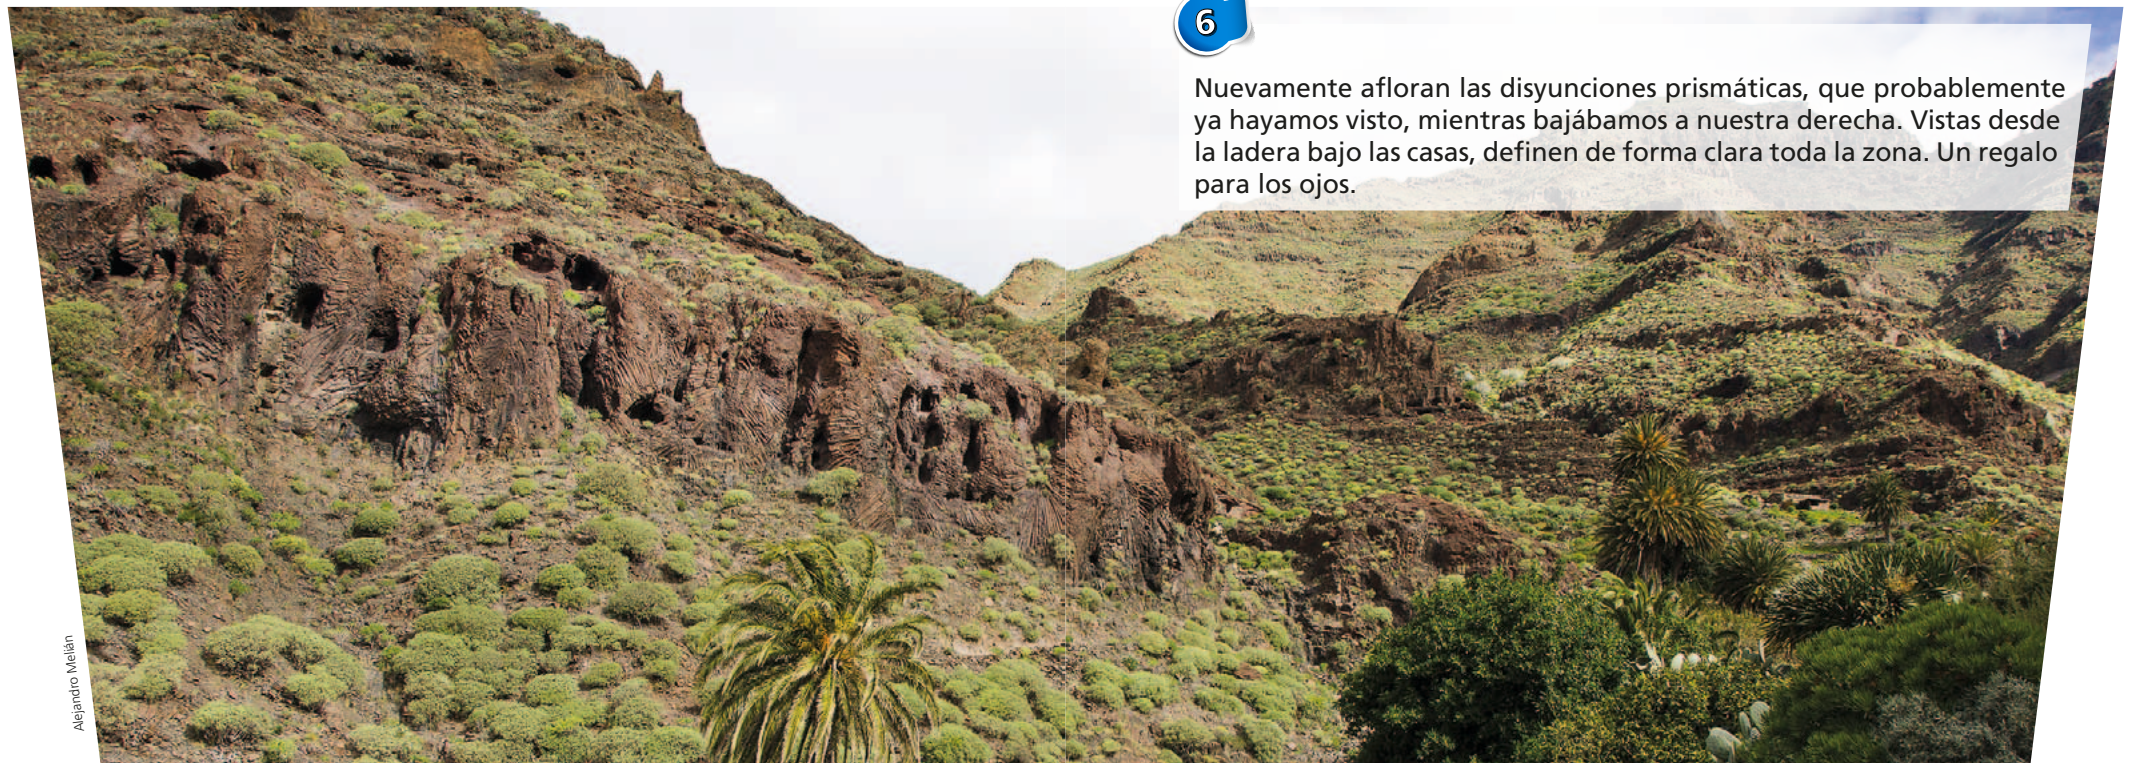 6
Nuevamente afloran las disyunciones prismáticas, que probablemente
ya hayamos visto, mientras bajábamos a nuestra derecha. Vistas desde
la ladera bajo las casas, definen de forma clara toda la zona. Un regalo
para los ojos.
Alejandro Melián